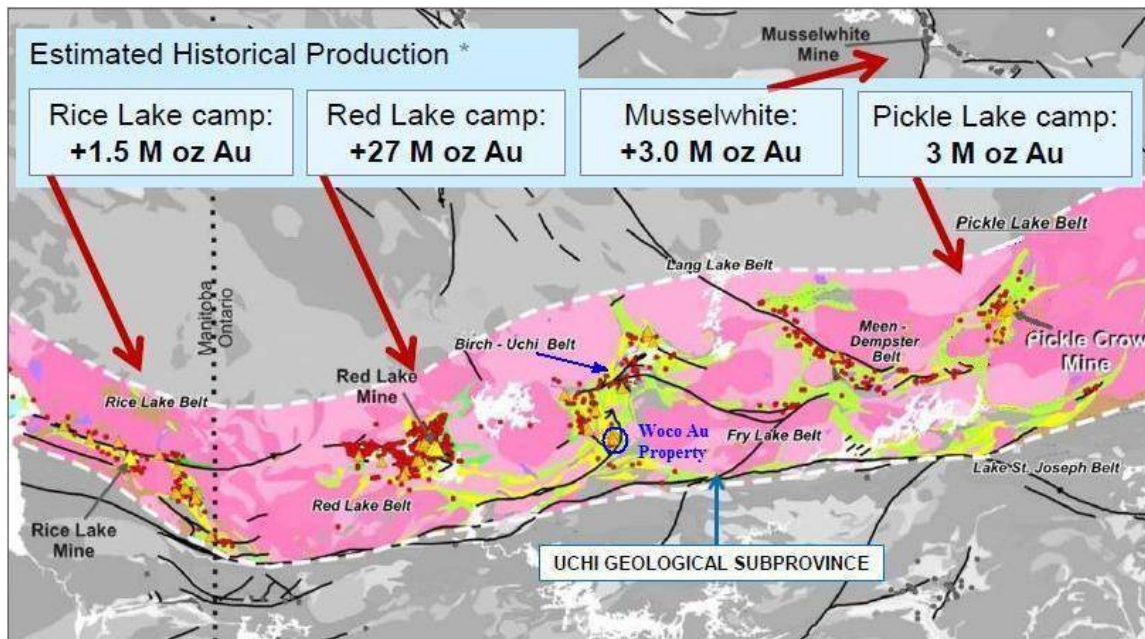 Musselwhite
Mine
Estimated Historical Production *
Rice Lake camp:
+1.5 M oz Au
Red Lake camp:
+27 M oz Au
Musselwhite:
+3.0 M oz Au
Pickle Lake camp:
3 M oz Au
Pickle Lake Belt
Lang Lake Belt
Manitoba
Ontario
Birch - Uchi Belt
Meen -
Dempster
Belt
Pickle Crow
Mine
Red Lake
Mine
Rice Lake Belt
Woco Au
Property
Fry Lake Belt
Lake St. Joseph Belt
Red Lake Belt
Rice Lake
Mine
UCHI GEOLOGICAL SUBPROVINCE